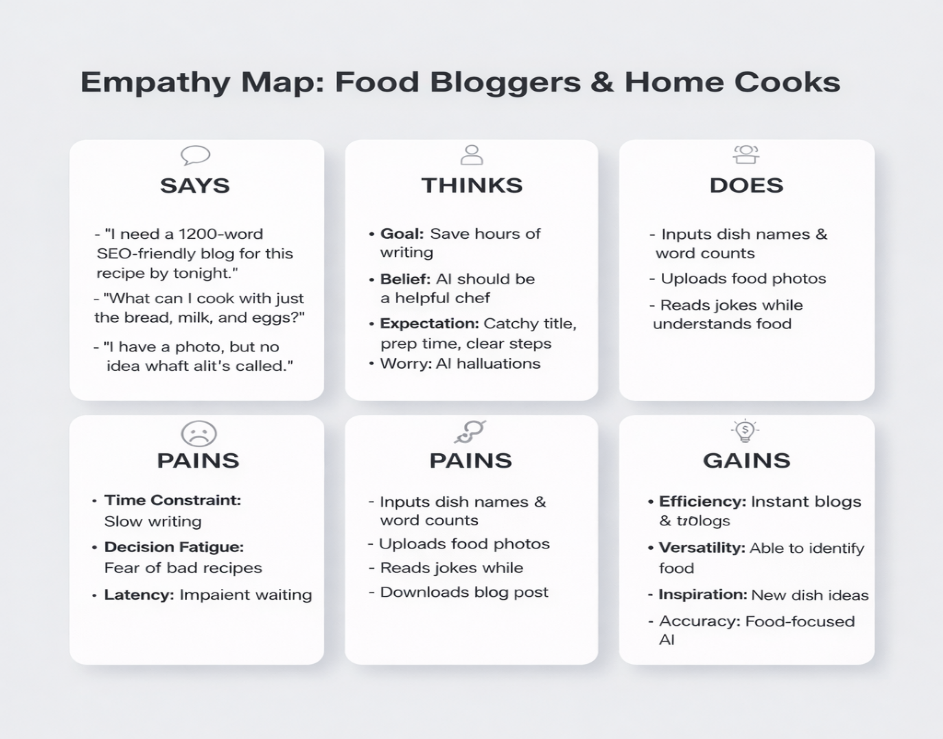 Empathy Map: Food Bloggers & Home Cooks
SAYS
- "I need a 1200-word
SEO-friendly blog for this
recipe by tonight."
- "What can I cook with just
the bread, milk, and eggs?"
- "I have a photo, but no
idea whaft alit's called."
THINKS
• Goal: Save hours of
writing
• Belief: AI should be
a helpful chef
• Expectation: Catchy title,
prep time, clear steps
• Worry: AI halluations
DOES
- Inputs dish names &
word counts
- Uploads food photos
- Reads jokes while
understands food
PAINS
• Time Constraint:
Slow writing
• Decision Fatigue:
Fear of bad recipes
• Latency: Impaient waiting
PAINS
- Inputs dish names &
word counts
- Uploads food photos
- Reads jokes while
- Downloads blog post
GAINS
• Efficiency: Instant blogs
&
• Versatility: Able to identify
food
- Inspiration: New dish ideas
- Accuracy: Food-focused
AI